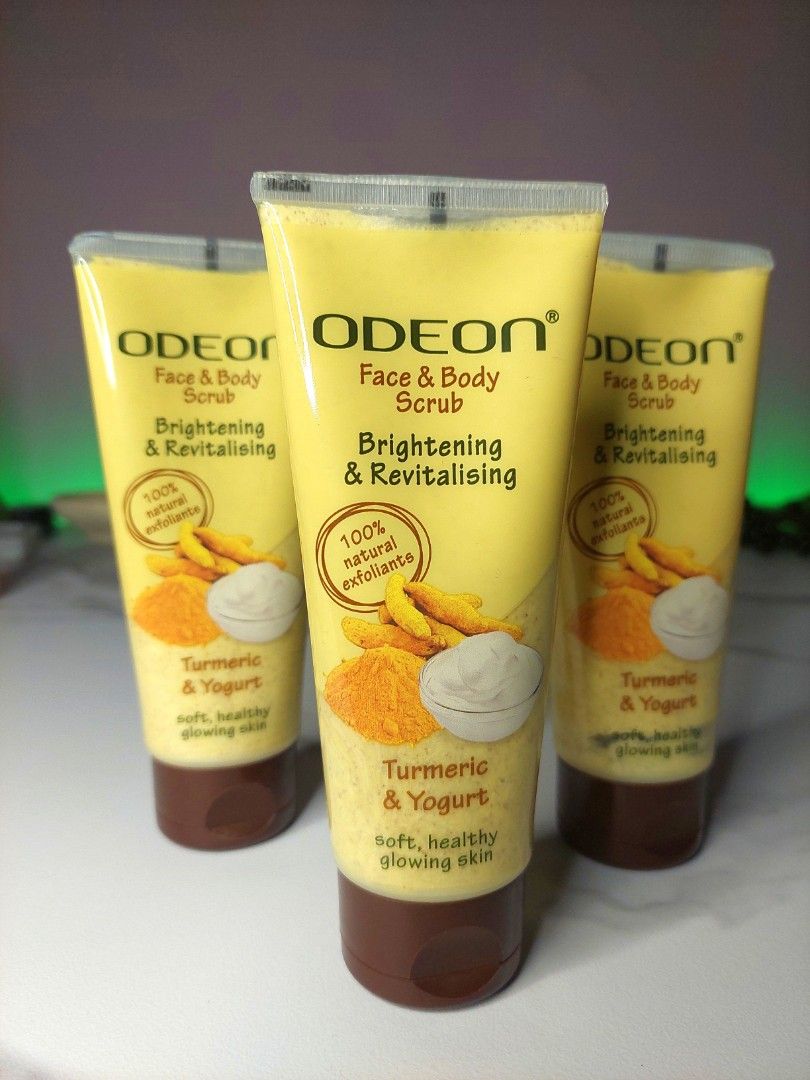 ODEON®
Face & Body
Scrub
Brightening
& Revitalising
100%
natural
exfoliants
Turmeric
& Yogurt
soft, healthy
glowing skin
ODEON
Face & Body
Scrub
Brightening
& Revitalising
100%
natural
exfoliants
Turmeric
& Yogurt
soft, healthy
glowing skin
ODEON®
Face & Body
Scrub
Brightening
& Revitalising
100%
natural
exfoliants
Turmeric
& Yogurt
soft, healthy
glowing skin